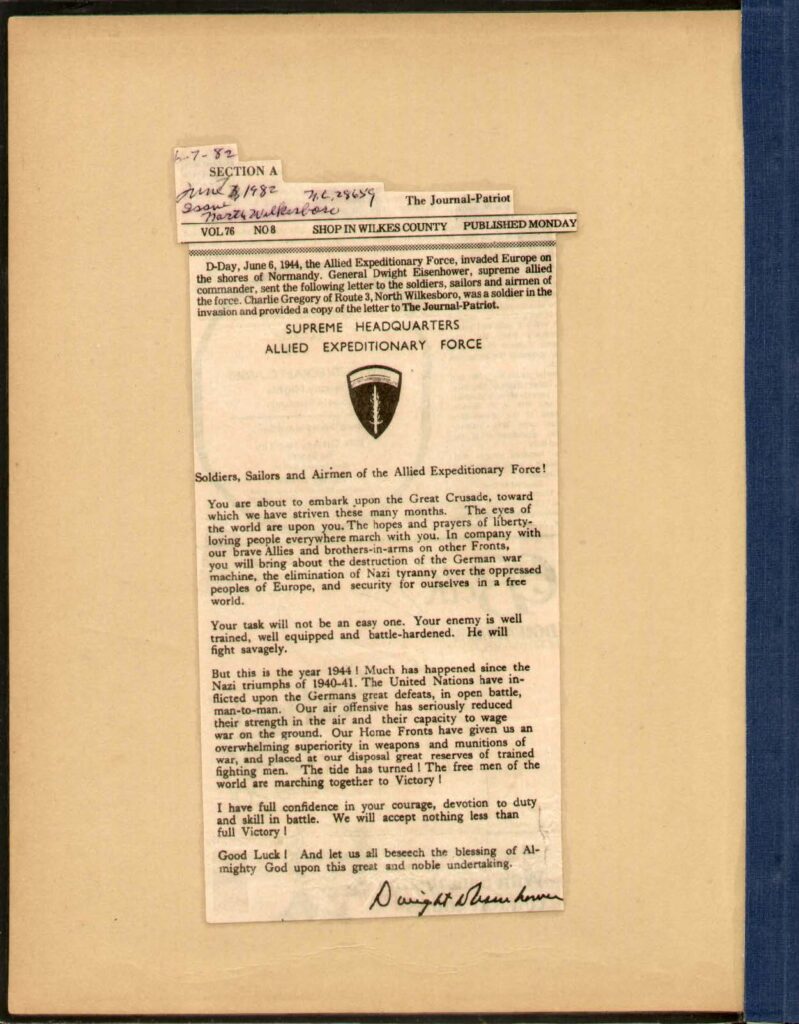 6-7-82
SECTION A
June 7, 1982 N.C. 28659
Issue
North Wilkesboro
The Journal-Patriot
VOL 76 NO 8 SHOP IN WILKES COUNTY PUBLISHED MONDAY
D-Day, June 6, 1944, the Allied Expeditionary Force, invaded Europe on
the shores of Normandy. General Dwight Eisenhower, supreme allied
commander, sent the following letter to the soldiers, sailors and airmen of
the force. Charlie Gregory of Route 3, North Wilkesboro, was a soldier in the
invasion and provided a copy of the letter to The Journal-Patriot.
SUPREME HEADQUARTERS
ALLIED EXPEDITIONARY FORCE
Soldiers, Sailors and Airmen of the Allied Expeditionary Force!
You are about to embark upon the Great Crusade, toward
which we have striven these many months. The eyes of
the world are upon you. The hopes and prayers of liberty-
loving people everywhere march with you. In company with
our brave Allies and brothers-in-arms on other Fronts,
you will bring about the destruction of the German war
machine, the elimination of Nazi tyranny over the oppressed
peoples of Europe, and security for ourselves in a free
world.
Your task will not be an easy one. Your enemy is well
trained, well equipped and battle-hardened. He will
fight savagely.
But this is the year 1944! Much has happened since the
Nazi triumphs of 1940-41. The United Nations have in-
flicted upon the Germans great defeats, in open battle,
man-to-man. Our air offensive has seriously reduced
their strength in the air and their capacity to wage
war on the ground. Our Home Fronts have given us an
overwhelming superiority in weapons and munitions of
war, and placed at our disposal great reserves of trained
fighting men. The tide has turned! The free men of the
world are marching together to Victory!
I have full confidence in your courage, devotion to duty
and skill in battle. We will accept nothing less than
full Victory!
Good Luck! And let us all beseech the blessing of Al-
mighty God upon this great and noble undertaking.
Dwight D Eisenhower